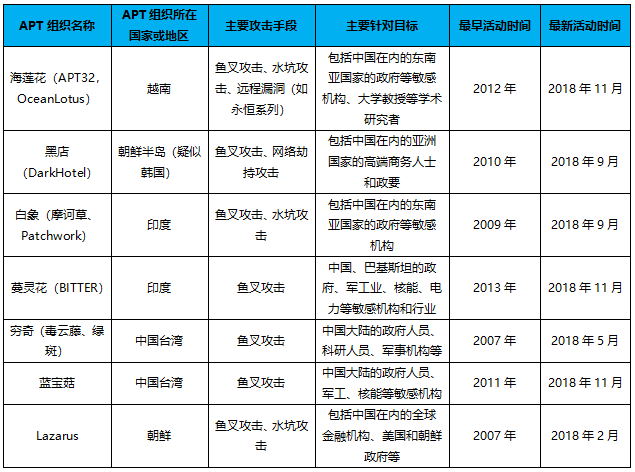 APT 组织名称
APT 组织所在
国家或地区
主要攻击手段
主要针对目标
最早活动时间
最新活动时间
海莲花（APT32，
OceanLotus）
越南
鱼叉攻击、水坑攻
击、远程漏洞（如
永恒系列）
包括中国在内的东南
亚国家的政府等敏感
机构、大学教授等学术
研究者
2012 年
2018 年 11 月
黑店
（DarkHotel）
朝鲜半岛（疑似
韩国）
鱼叉攻击、网络劫
持攻击
包括中国在内的亚洲
国家的高端商务人士
和政要
2010 年
2018 年 9 月
白象（摩诃草、
Patchwork）
印度
鱼叉攻击、水坑攻
击
包括中国在内的东南
亚国家的政府等敏感
机构
2009 年
2018 年 9 月
蔓灵花（BITTER）
印度
鱼叉攻击
中国、巴基斯坦的政
府、军工业、核能、电
力等敏感机构和行业
2013 年
2018 年 11 月
穷奇（毒云藤、绿
斑）
中国台湾
鱼叉攻击
中国大陆的政府人员、
科研人员、军事机构等
2007 年
2018 年 5 月
蓝宝菇
中国台湾
鱼叉攻击
中国大陆的政府人员、
军工、核能等敏感机构
2011 年
2018 年 11 月
Lazarus
朝鲜
鱼叉攻击、水坑攻
击
包括中国在内的全球
金融机构、美国和朝鲜
政府等
2007 年
2018 年 2 月